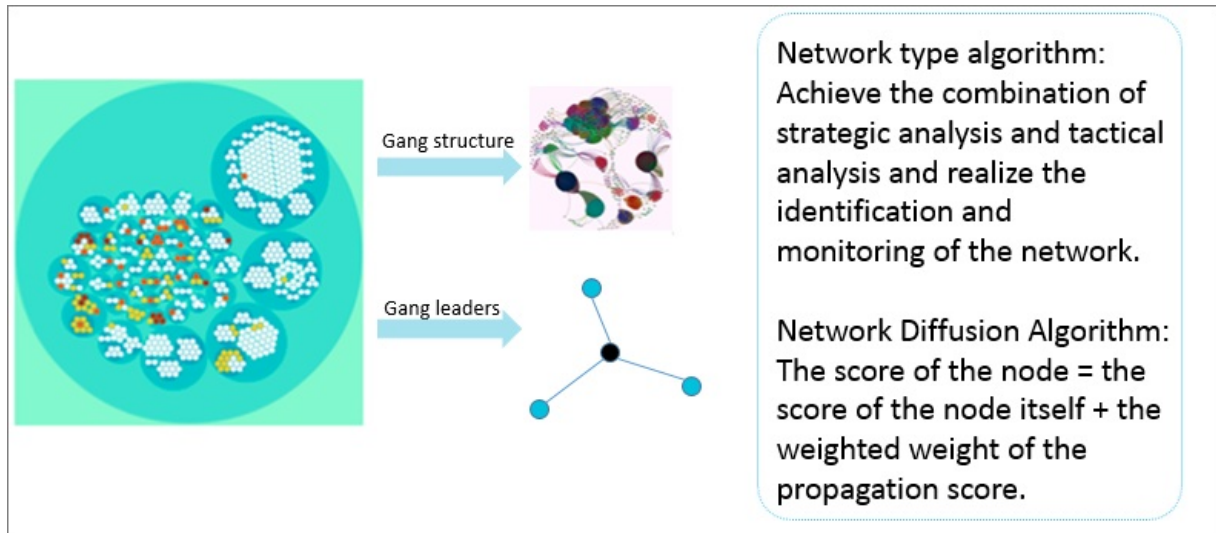 Gang structure
Gang leaders
Network type algorithm:
Achieve the combination of
strategic analysis and tactical
analysis and realize the
identification and
monitoring of the network.
Network Diffusion Algorithm:
The score of the node = the
score of the node itself + the
weighted weight of the
propagation score.